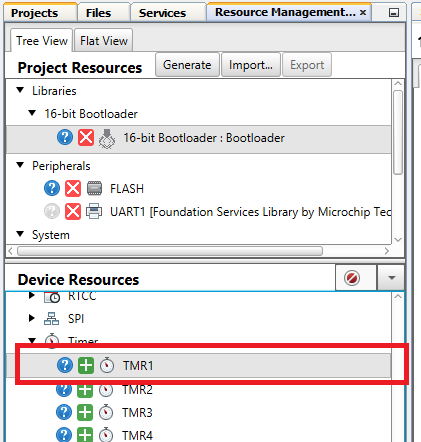 Projects Files Services Resource Management... ×
Tree View Flat View
Project Resources Generate Import... Export
Libraries
16-bit Bootloader
16-bit Bootloader : Bootloader
Peripherals
FLASH
UART1 [Foundation Services Library by Microchip Tec
System
Device Resources
RTCC
SPI
Timer
TMR1
TMR2
TMR3
TMR4